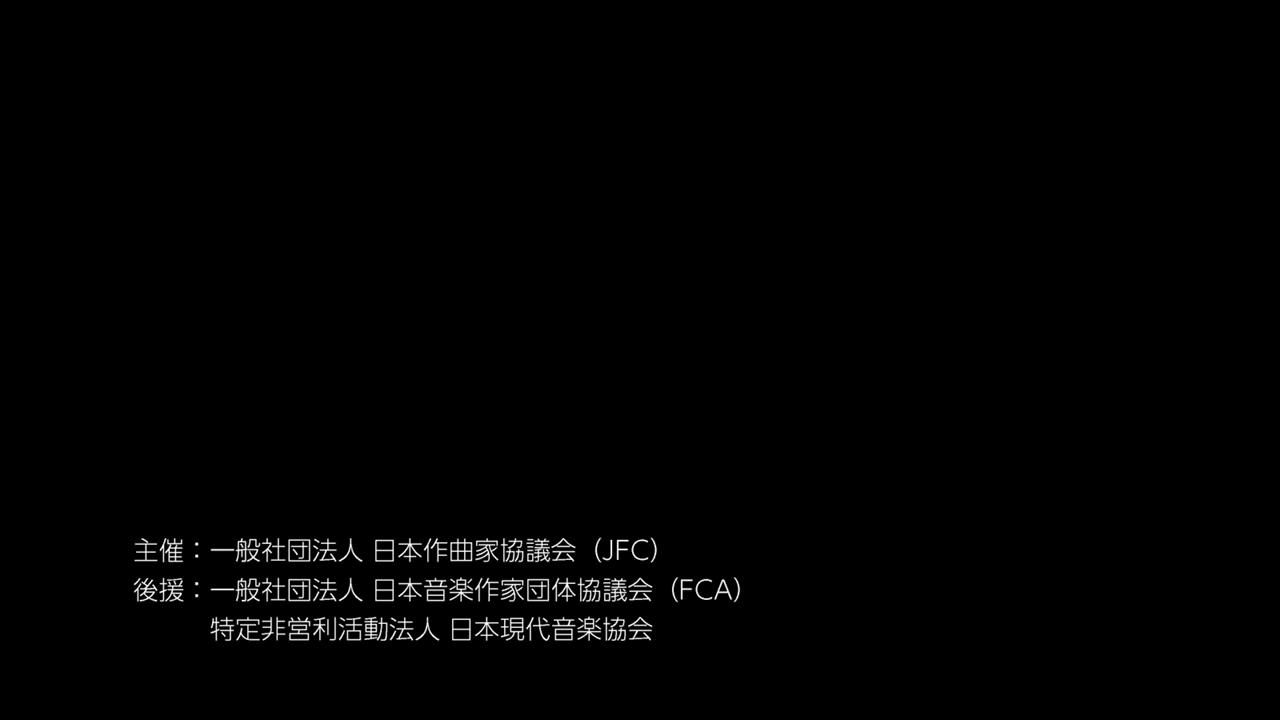 主催：一般社団法人 日本作曲家協議会（JFC）
後援：一般社団法人 日本音楽作家団体協議会（FCA）
特定非営利活動法人 日本現代音楽協会